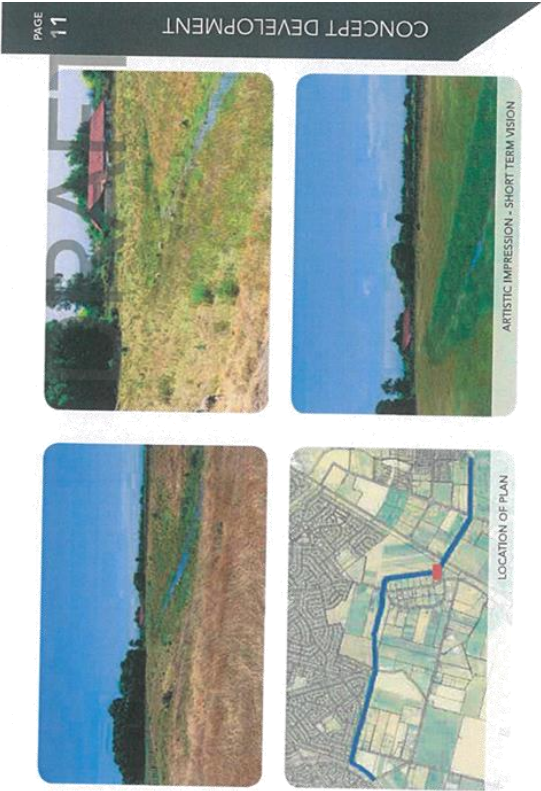 PAGE
11
CONCEPT DEVELOPMENT
DRAFT
ARTISTIC IMPRESSION - SHORT TERM VISION
LOCATION OF PLAN